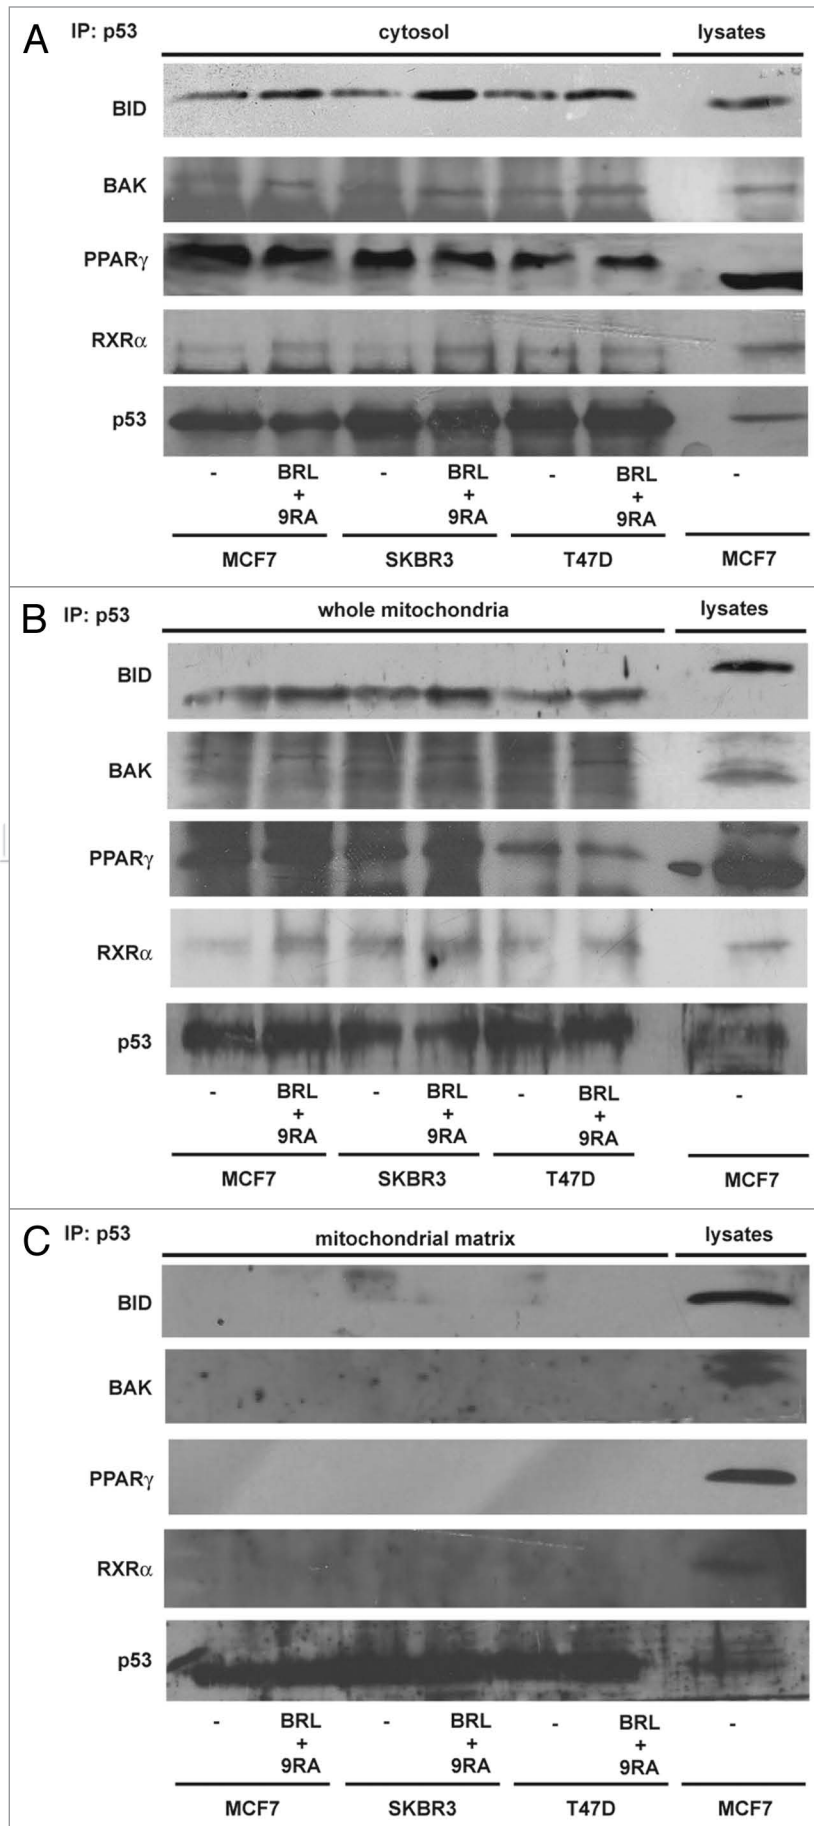 A IP: p53 cytosol lysates
BID
BAK
PPARγ
RXRα
p53
- BRL - BRL - BRL -
+ + +
9RA 9RA 9RA
MCF7 SKBR3 T47D MCF7
B IP: p53 whole mitochondria lysates
BID
BAK
PPARγ
RXRα
p53
- BRL - BRL - BRL -
+ + +
9RA 9RA 9RA
MCF7 SKBR3 T47D MCF7
C IP: p53 mitochondrial matrix lysates
BID
BAK
PPARγ
RXRα
p53
- BRL - BRL - BRL -
+ + +
9RA 9RA 9RA
MCF7 SKBR3 T47D MCF7